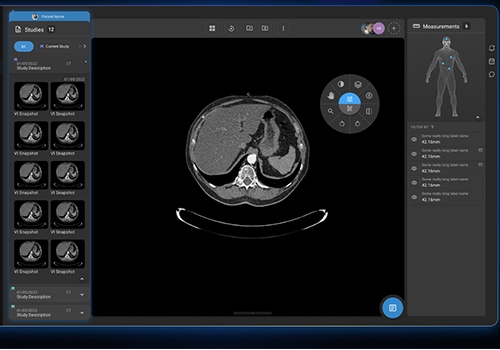 Patient Name
Studies 12
All
Current Study
01/05/2022 CT
Study Description
01/05/2022
VI Snapshot VI Snapshot
VI Snapshot VI Snapshot
VI Snapshot VI Snapshot
VI Snapshot VI Snapshot
VI Snapshot VI Snapshot
01/05/2022 CT
Study Description
01/05/2022 CT
Study Description
Measurements 6
FILTER BY
Some really long label name
42.16mm
Some really long label name
42.16mm
Some really long label name
42.16mm
Some really long label name
42.16mm
Some really long label name
42.16mm